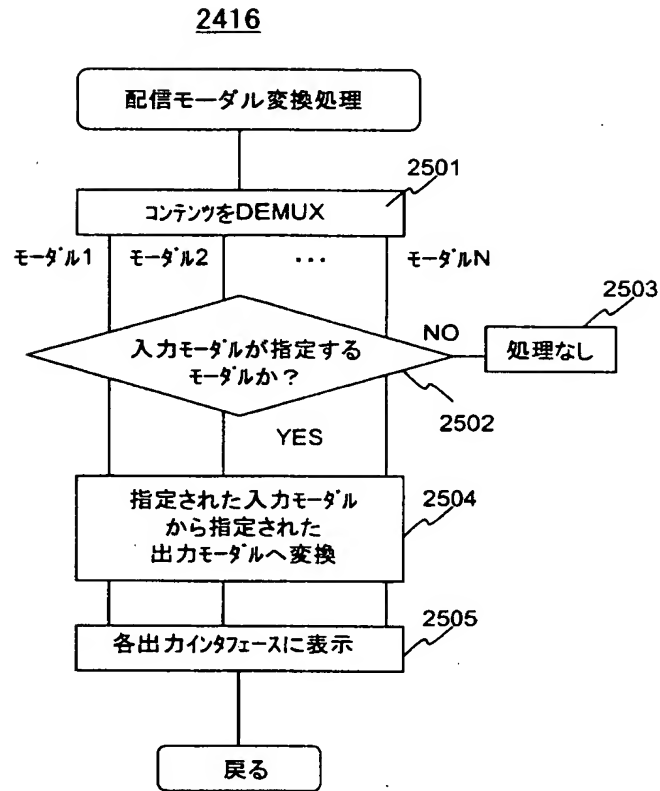 2416
配信モーダル変換処理
2501
コンテンツをDEMUX
モーダル1 モーダル2 ・・・ モーダルN
2503
NO
処理なし
入力モーダルが指定する
モーダルか？
2502
YES
指定された入力モーダル
から指定された
出力モーダルへ変換
2504
2505
各出力インタフェースに表示
戻る